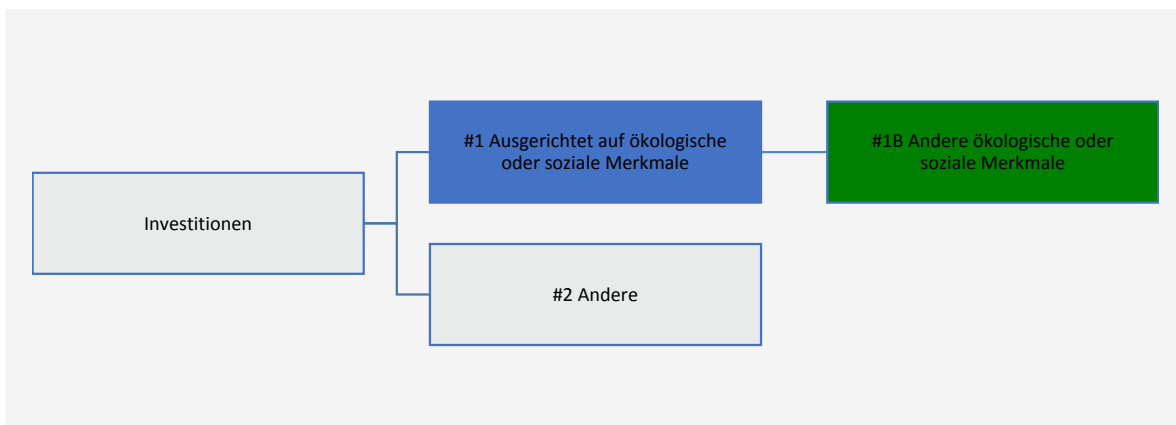 #1 Ausgerichtet auf ökologische
oder soziale Merkmale
#1B Andere ökologische oder
soziale Merkmale
Investitionen
#2 Andere